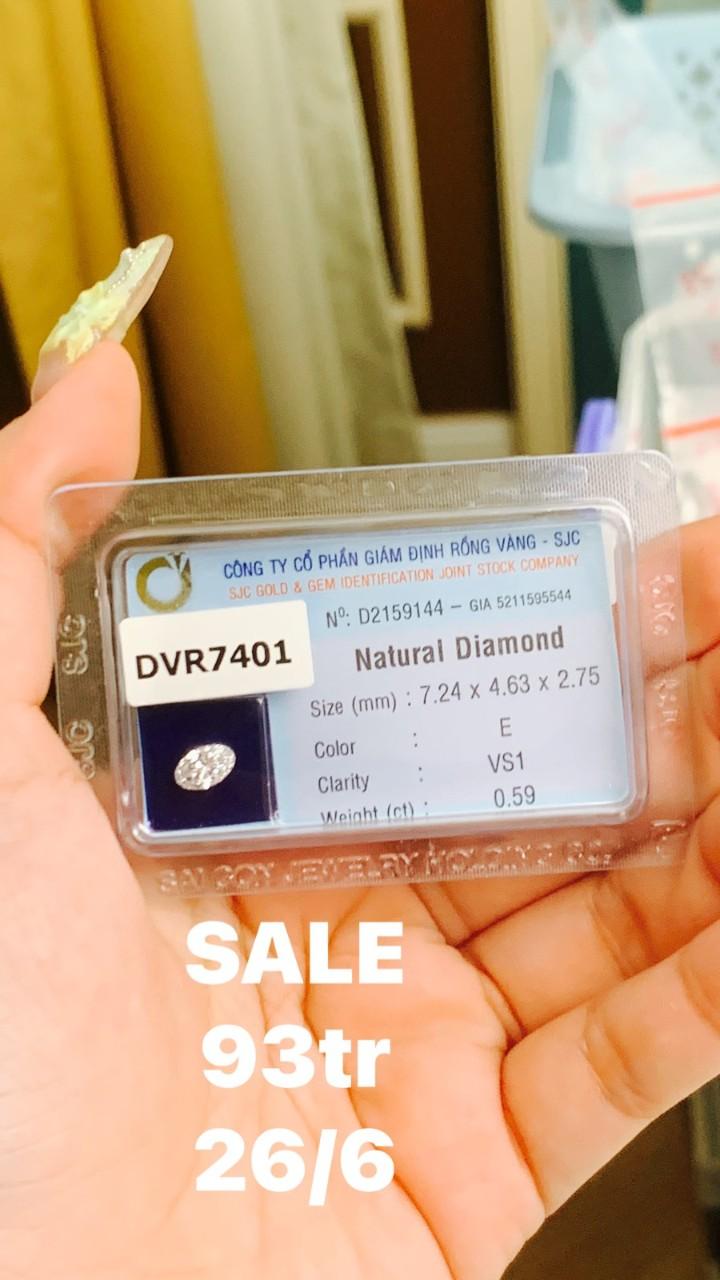 CÔNG TY CỔ PHẦN GIÁM ĐỊNH RỒNG VÀNG - SJC
SJC GOLD & GEM IDENTIFICATION JOINT STOCK COMPANY
Nº: D2159144 – GIA 5211595544
DVR7401
Natural Diamond
Size (mm) : 7.24 x 4.63 x 2.75
Color : E
Clarity : VS1
Weight (ct) : 0.59
SJC
SJC
SALE
93tr
26/6